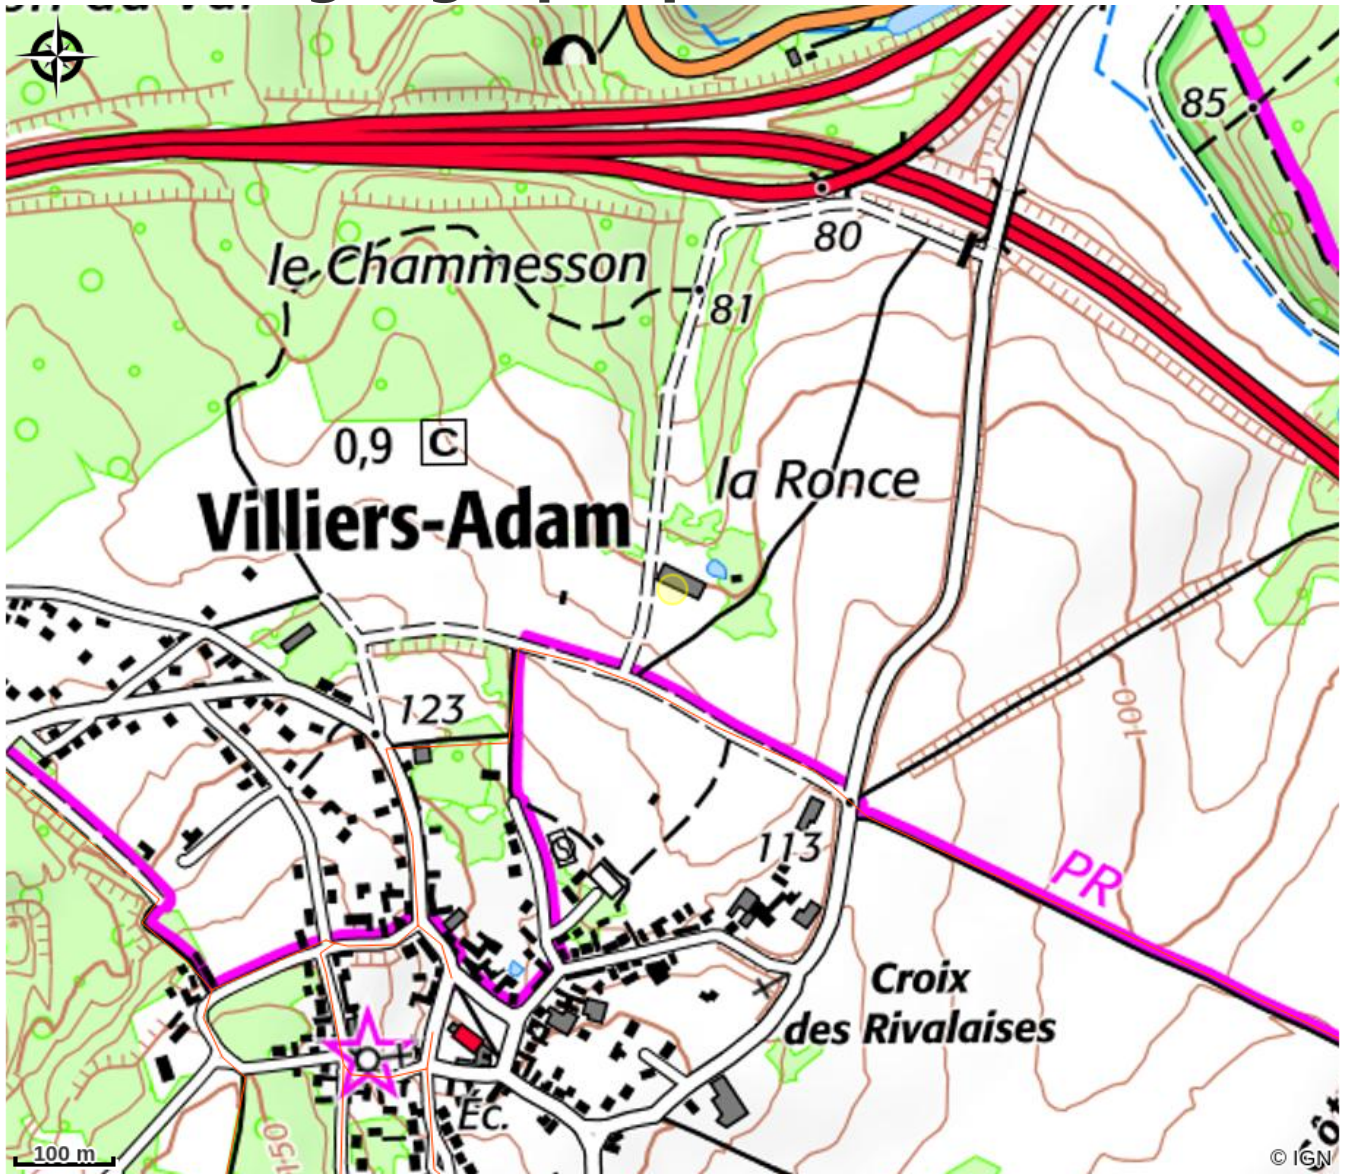 85
80
le Chammesson
81
0,9 C
la Ronce
Villiers-Adam
123
100
113
PR
Croix
des Rivalaises
Éc.
150
100 m
© IGN